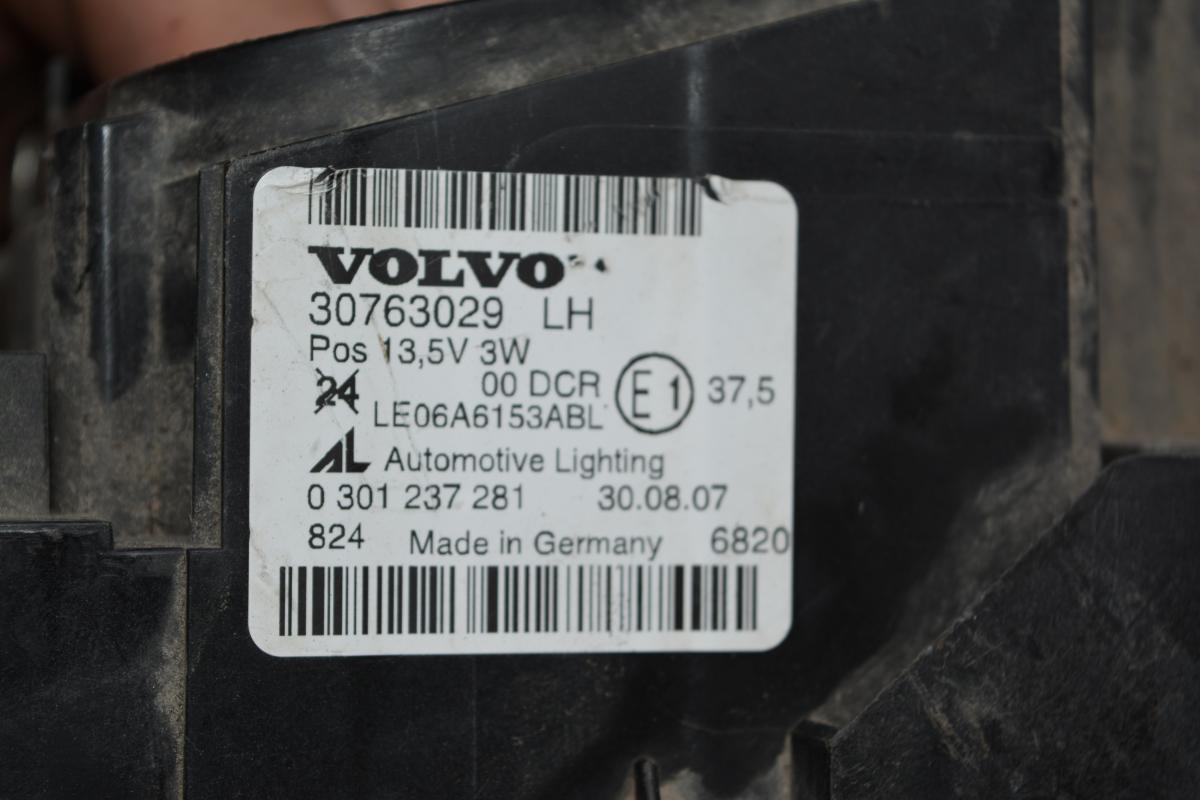 VOLVO
30763029 LH
Pos 13,5V 3W
24 00 DCR E1 37,5
LE06A6153ABL
AL Automotive Lighting
0 301 237 281 30.08.07
824 Made in Germany 6820